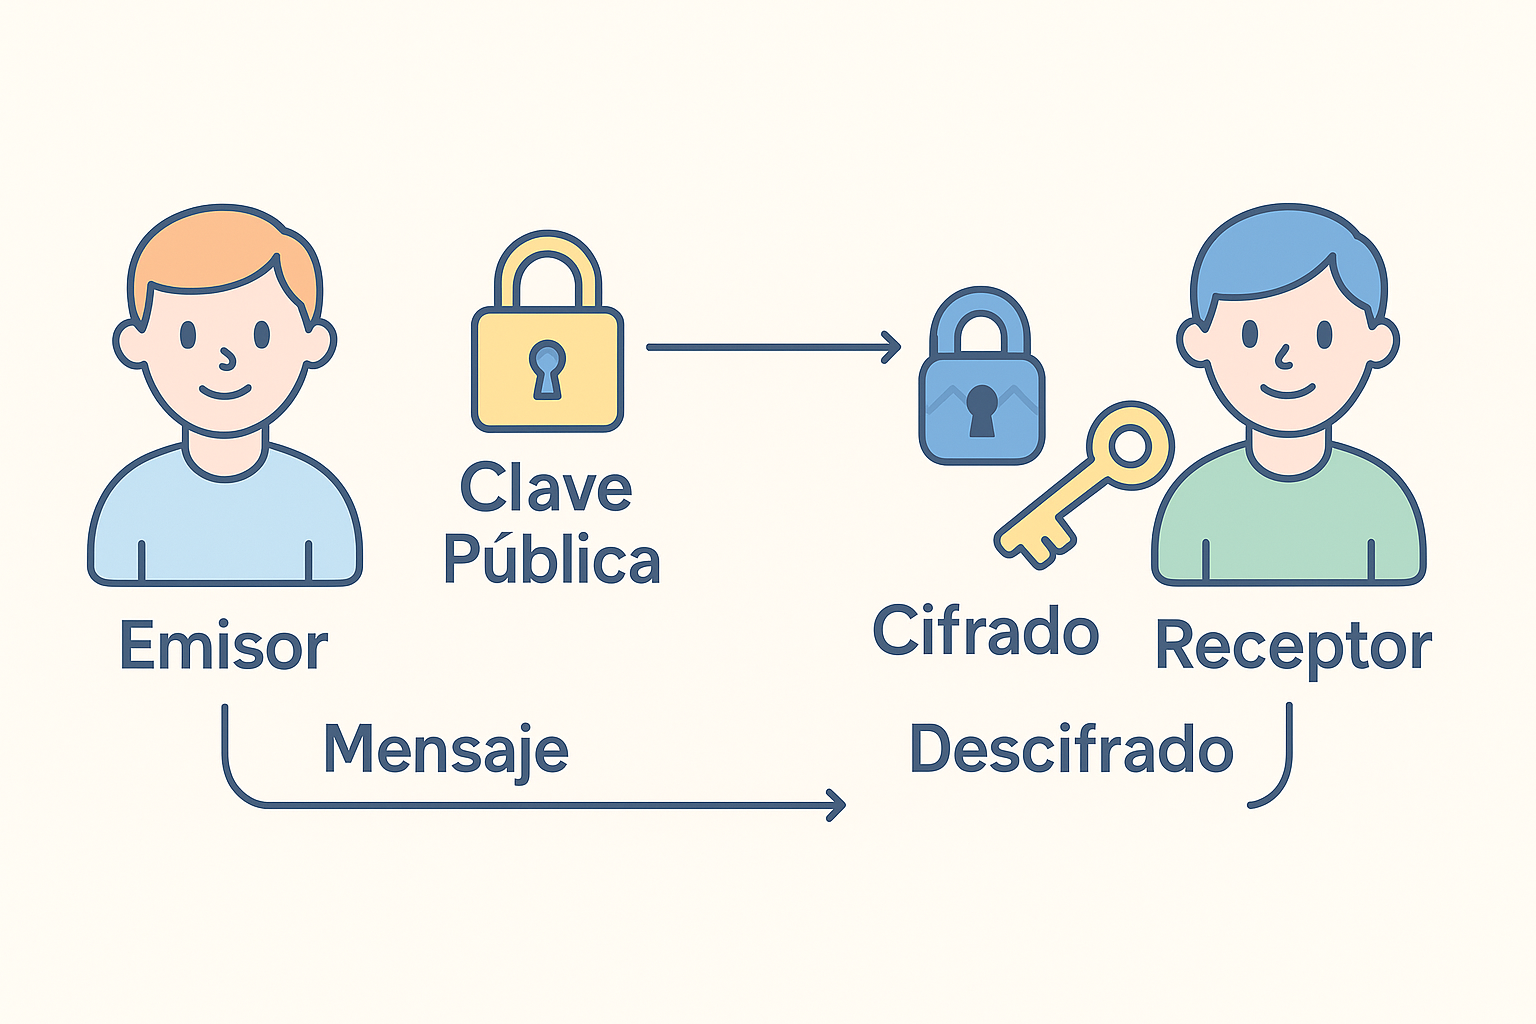 Clave
Pública
Emisor
Cifrado
Receptor
Mensaje
Descifrado